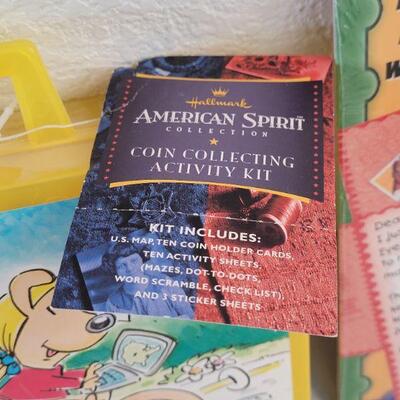 Hallmark
AMERICAN SPIRIT
COLLECTION
COIN COLLECTING
ACTIVITY KIT
KIT INCLUDES:
U.S. MAP, TEN COIN HOLDER CARDS,
TEN ACTIVITY SHEETS,
(MAZES, DOT-TO-DOTS,
WORD SCRAMBLE, CHECK LIST),
AND 3 STICKER SHEETS